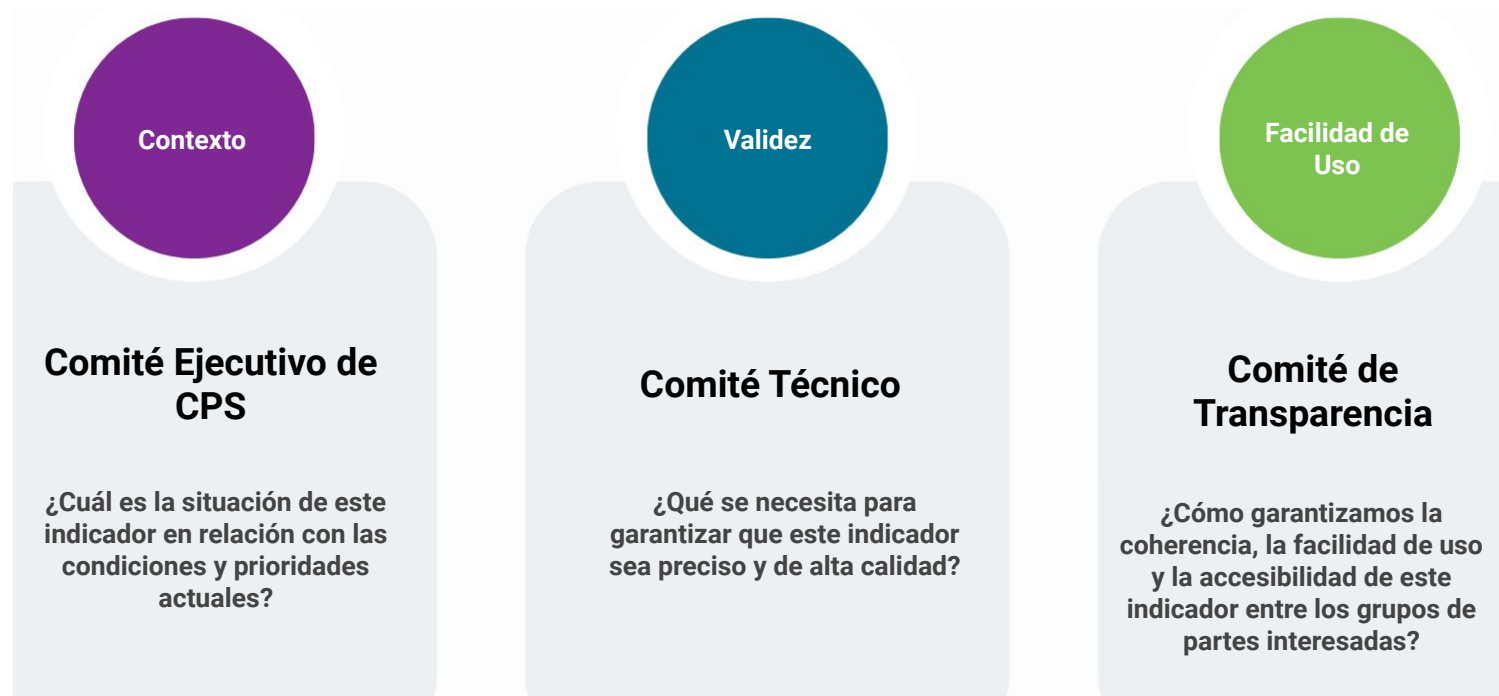 Contexto
Comité Ejecutivo de
CPS
¿Cuál es la situación de este
indicador en relación con las
condiciones y prioridades
actuales?
Validez
Comité Técnico
¿Qué se necesita para
garantizar que este indicador
sea preciso y de alta calidad?
Facilidad de
Uso
Comité de
Transparencia
¿Cómo garantizamos la
coherencia, la facilidad de uso
y la accesibilidad de este
indicador entre los grupos de
partes interesadas?